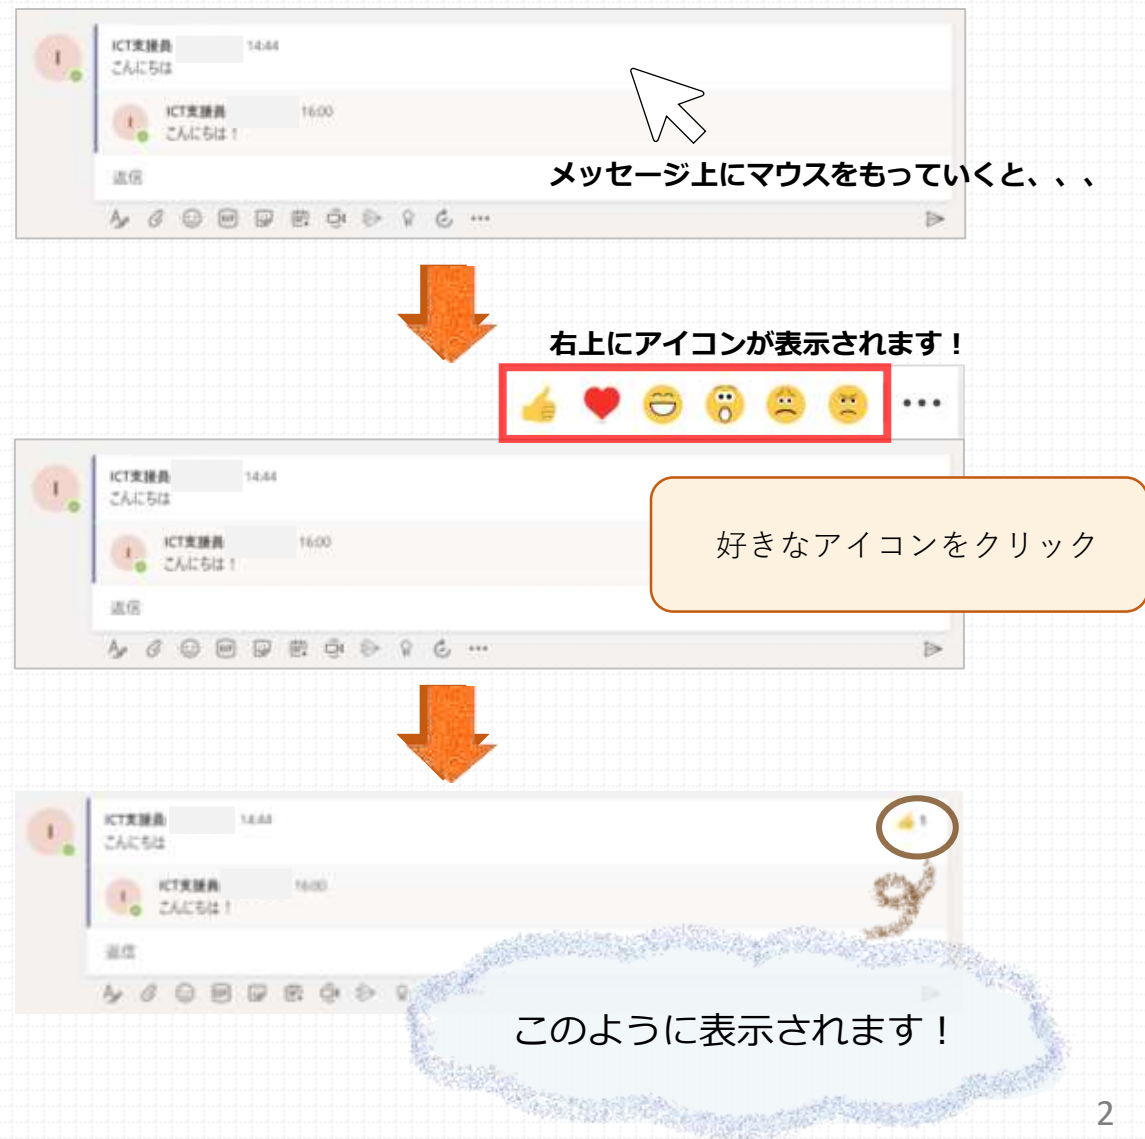 ICT支援員 14:44
こんにちは
ICT支援員 16:00
こんにちは！
返信
メッセージ上にマウスをもっていくと、、、
右上にアイコンが表示されます！
ICT支援員 14:44
こんにちは
ICT支援員 16:00
こんにちは！
好きなアイコンをクリック
返信
ICT支援員 14:44
1
こんにちは
ICT支援員 16:00
こんにちは！
返信
このように表示されます！
2